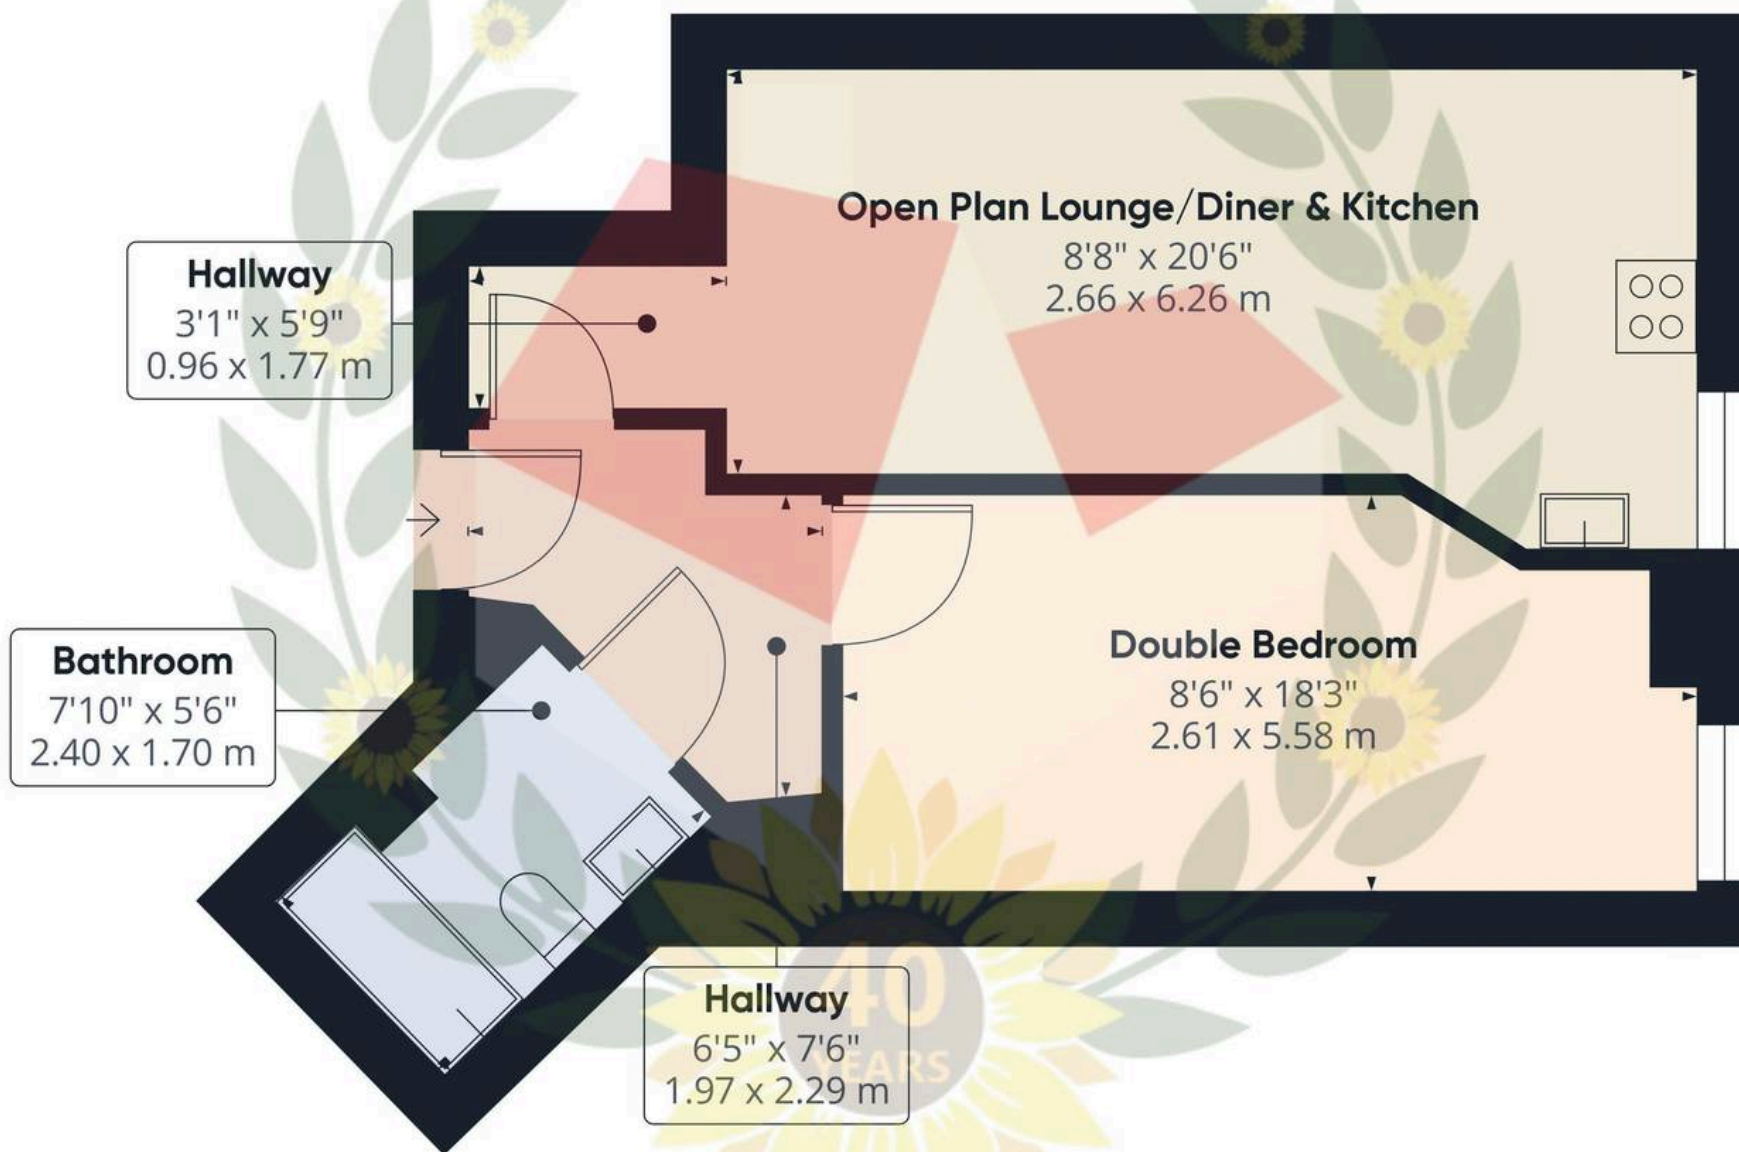 Open Plan Lounge/Diner & Kitchen
8'8" x 20'6"
2.66 x 6.26 m
Hallway
3'1" x 5'9"
0.96 x 1.77 m
Bathroom
7'10" x 5'6"
2.40 x 1.70 m
Double Bedroom
8'6" x 18'3"
2.61 x 5.58 m
Hallway
6'5" x 7'6"
1.97 x 2.29 m
40
YEARS